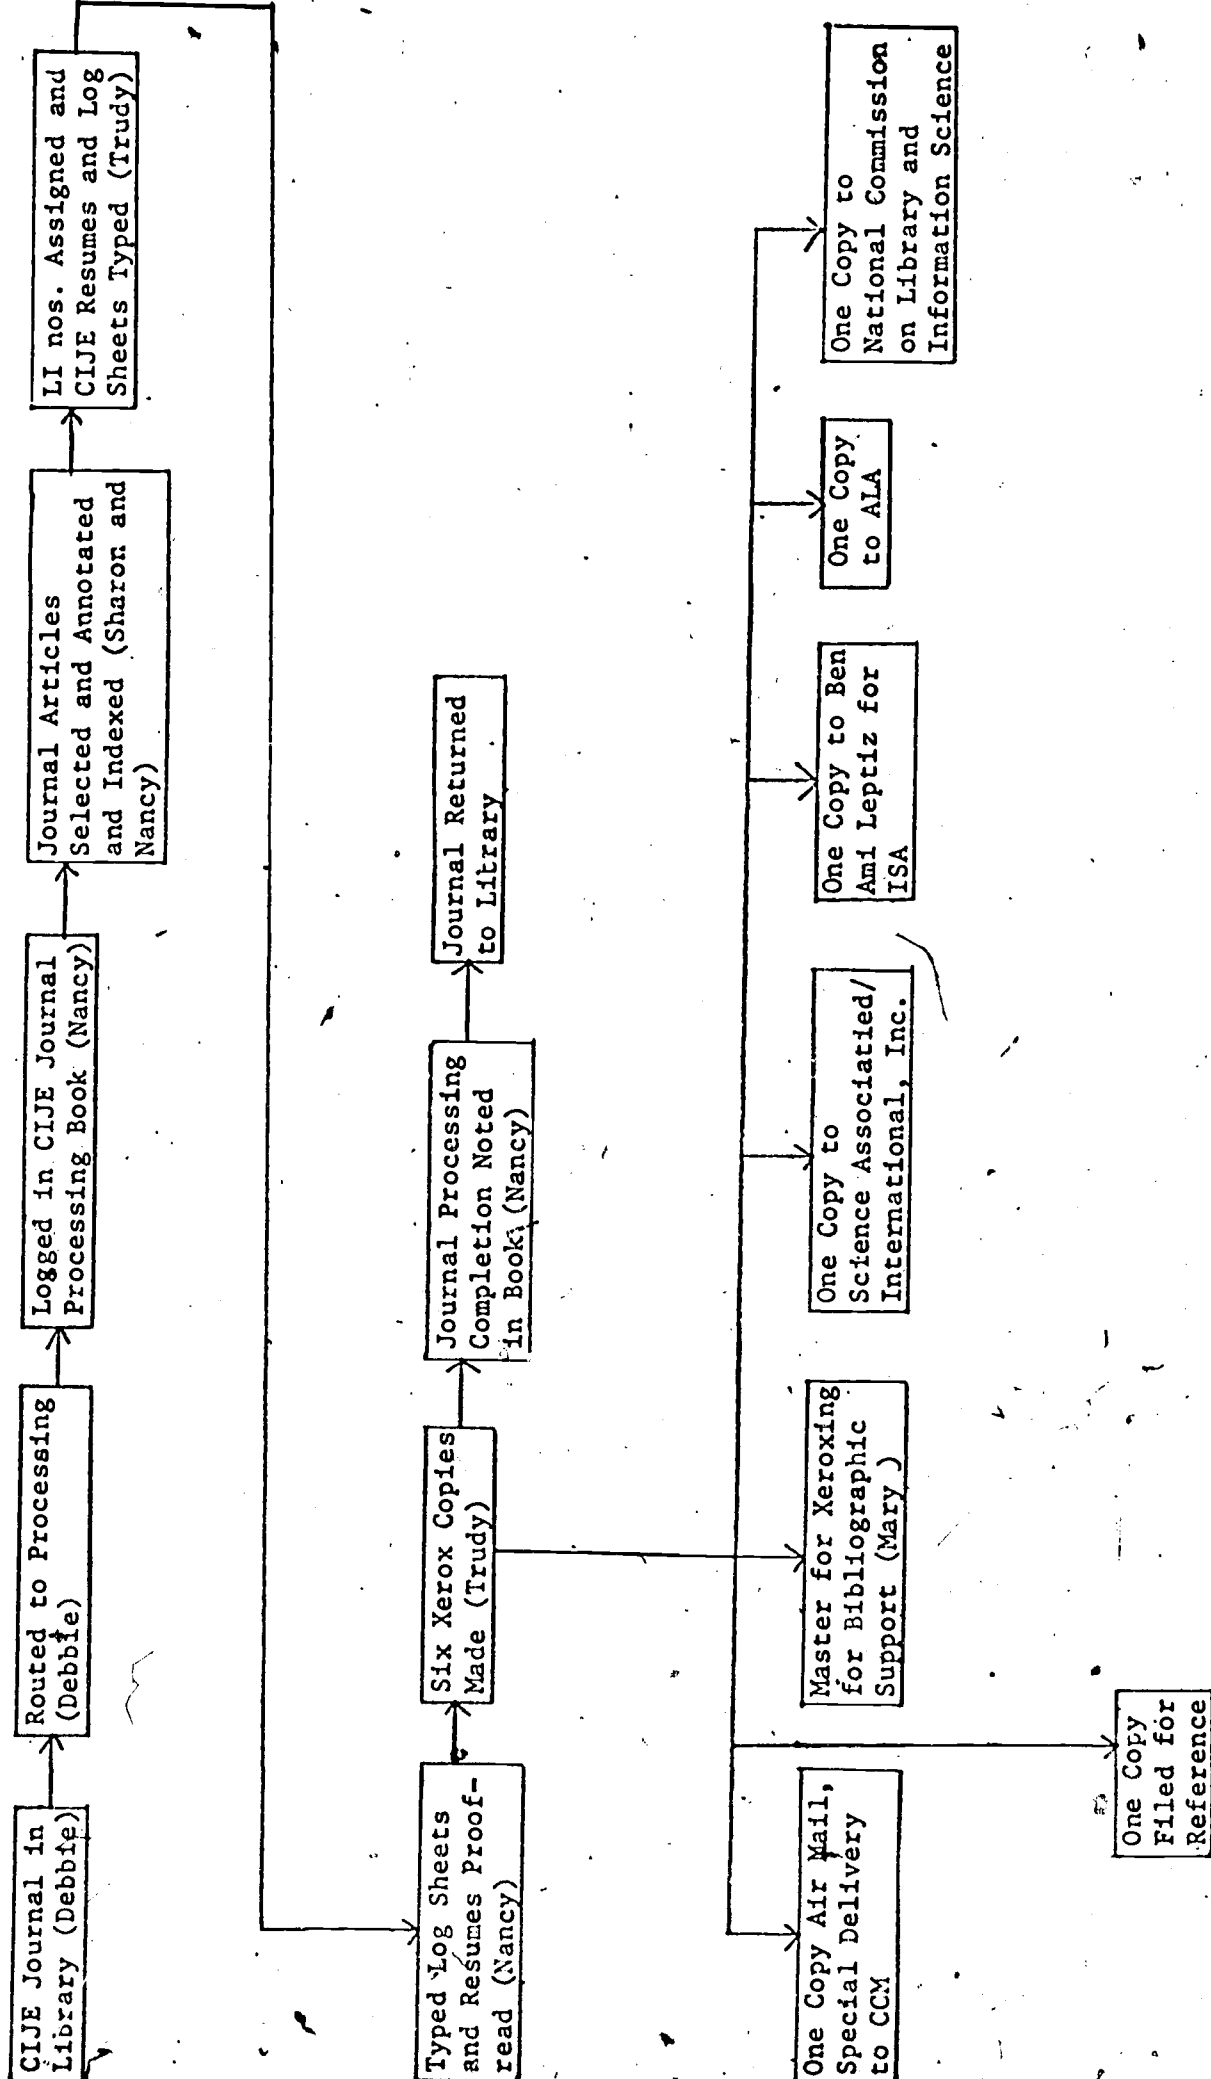 CIJE Journal in
Library (Debbie)
Routed to Processing
(Debbie)
Logged in CIJE Journal
Processing Book (Nancy)
Journal Articles
Selected and Annotated
and Indexed (Sharon and
Nancy)
LI nos. Assigned and
CIJE Resumes and Log
Sheets Typed (Trudy)
Typed Log Sheets
and Resumes Proof-
read (Nancy)
Six Xerox Copies
Made (Trudy)
Journal Processing
Completion Noted
in Book (Nancy)
Journal Returned
to Litrary
One Copy Air Mail,
Special Delivery
to CCM
One Copy
Filed for
Reference
Master for Xeroxing
for Bibliographic
Support (Mary )
One Copy to
Science Associatied/
International, Inc.
One Copy to Ben
Ami Leptiz for
ISA
One Copy
to ALA
One Copy to
National Commission
on Library and
Information Science